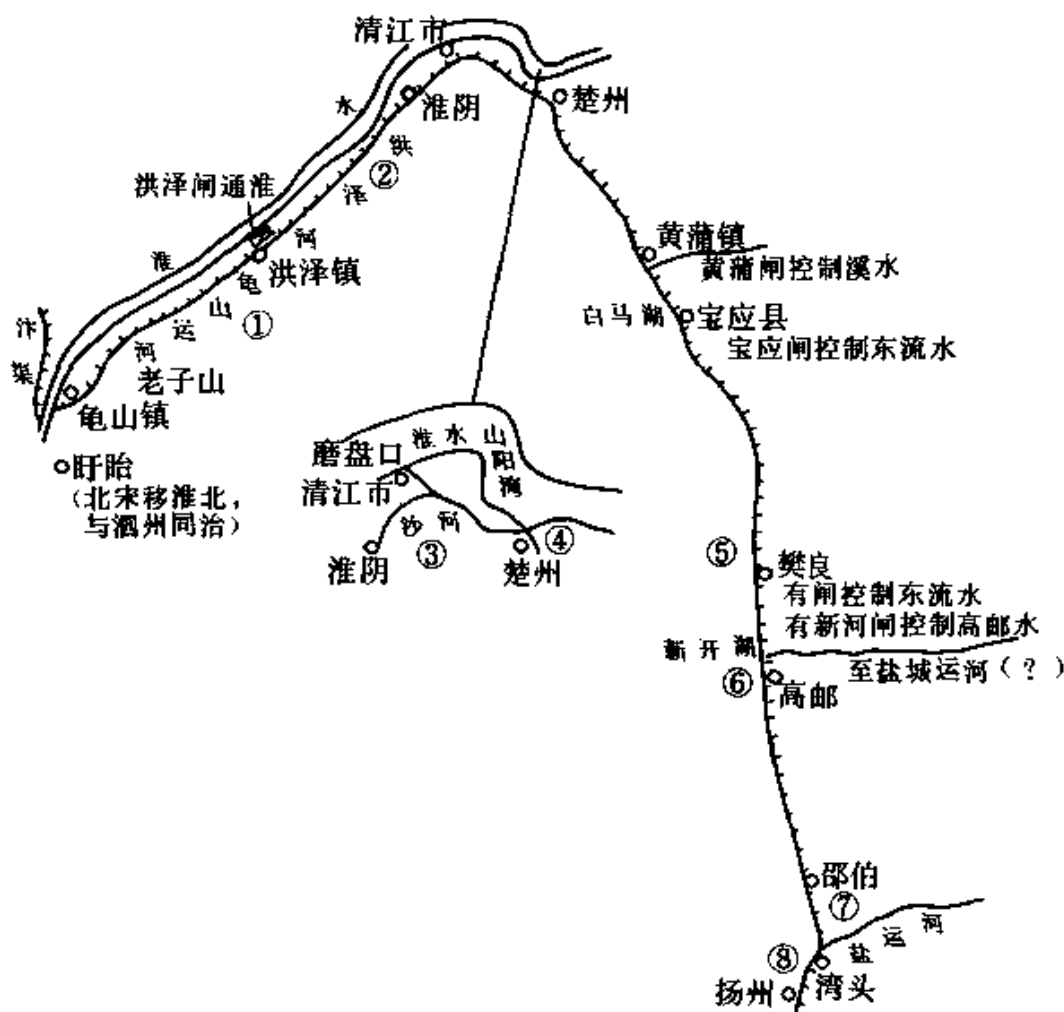 清江市
淮阴
楚州
水
洪
泽
河
②
洪泽闸通淮
淮
洪泽镇
龟
山
运
河
①
汴
渠
老子山
龟山镇
盱眙
(北宋移淮北,
与泗州同治)
黄蒲镇
黄蒲闸控制溪水
白马湖
宝应县
宝应闸控制东流水
磨盘口
淮水山
阳
湾
清江市
沙河
③
④
淮阴
楚州
⑤
樊良
有闸控制东流水
有新河闸控制高邮水
新开湖
至盐城运河(?)
⑥
高邮
邵伯
⑦
盐运河
⑧
湾头
扬州